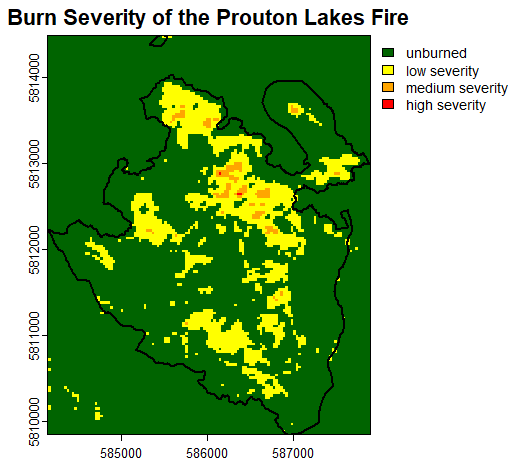 Burn Severity of the Prouton Lakes Fire
unburned
low severity
medium severity
high severity
5814000
5813000
5812000
5811000
5810000
585000 586000 587000